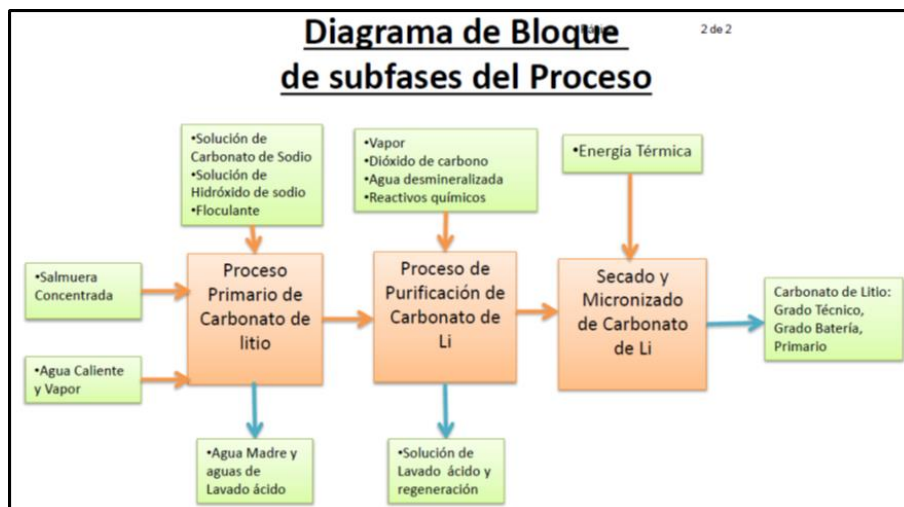 Diagrama de Bloque
2 de 2
de subfases del Proceso
•Solución de
Carbonato de Sodio
•Solución de
Hidróxido de sodio
•Floculante
•Vapor
•Dióxido de carbono
•Agua desmineralizada
•Reactivos químicos
•Energía Térmica
•Salmuera
Concentrada
•Agua Caliente
y Vapor
Proceso
Primario de
Carbonato de
litio
Proceso de
Purificación de
Carbonato de
Li
Secado y
Micronizado
de Carbonato
de Li
Carbonato de Litio:
Grado Técnico,
Grado Batería,
Primario
•Agua Madre y
aguas de
Lavado ácido
•Solución de
Lavado ácido y
regeneración